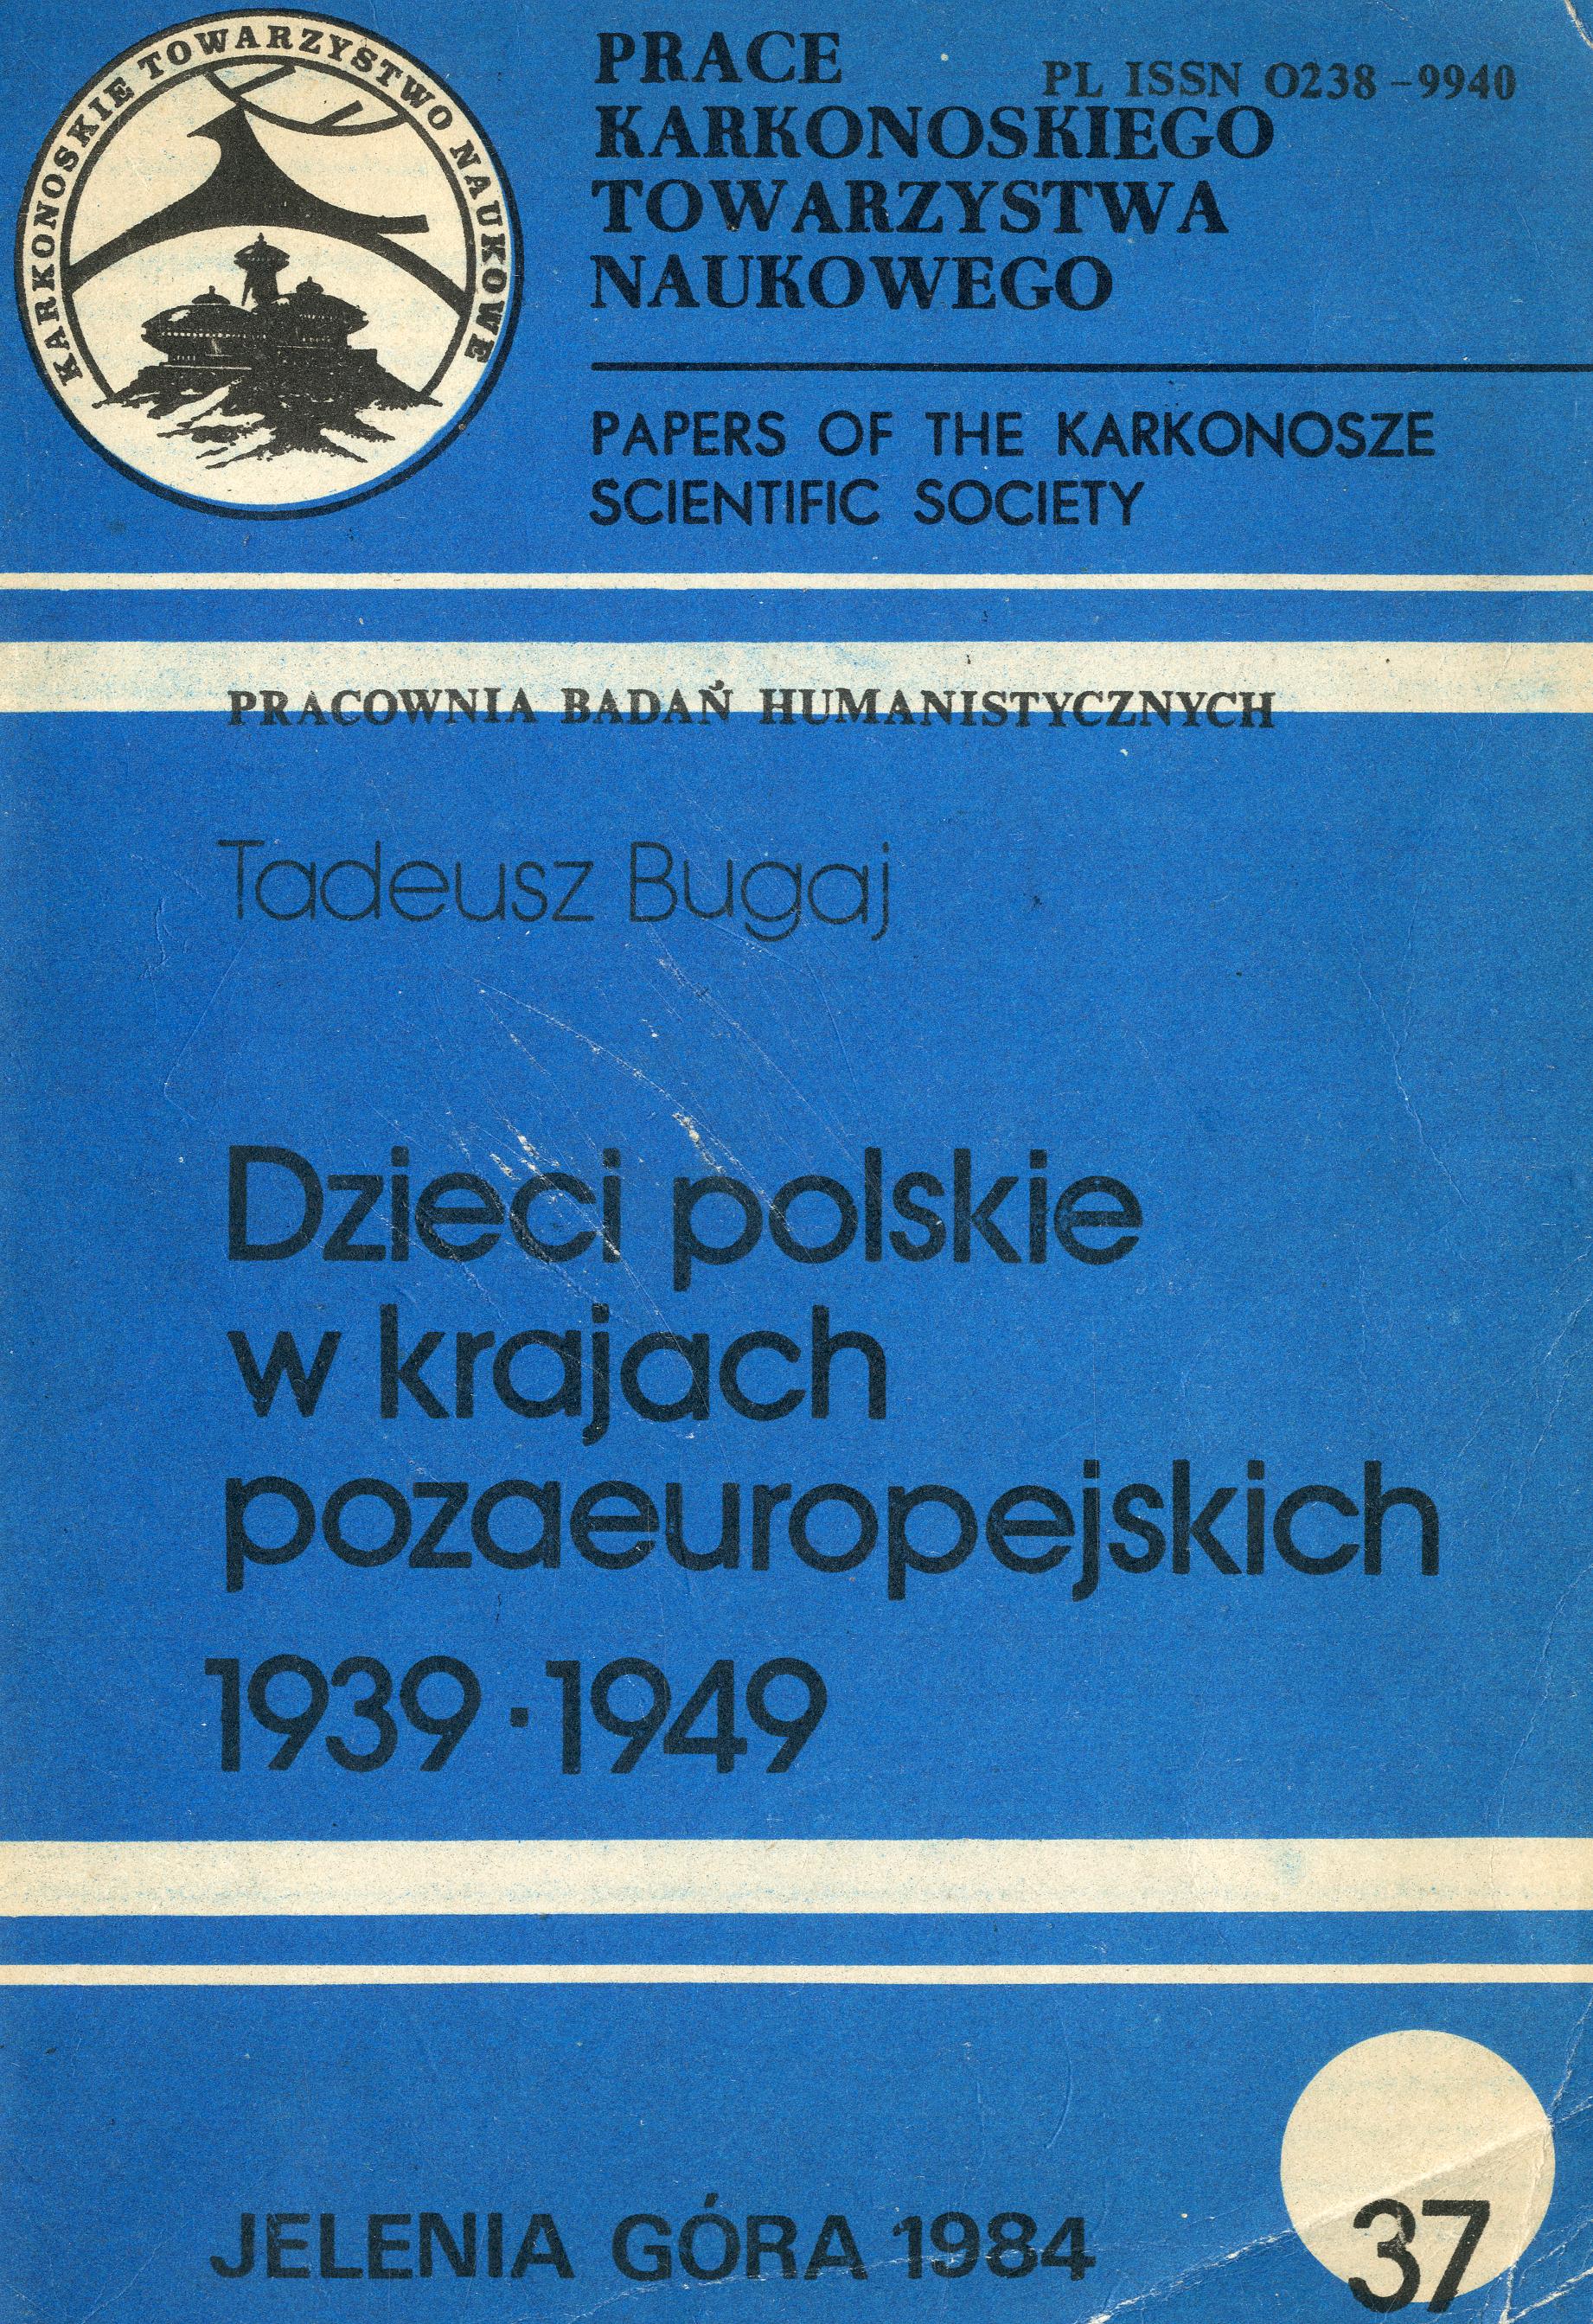 KARKONOSKIE TOWARZYSTWO NAUKOWE
PRACE
PL ISSN 0238-9940
KARKONOSKIEGO
TOWARZYSTWA
NAUKOWEGO
PAPERS OF THE KARKONOSZE
SCIENTIFIC SOCIETY
PRACOWNIA BADAŃ HUMANISTYCZNYCH
Tadeusz Bugaj
Dzieci polskie
w krajach
pozaeuropejskich
1939·1949
JELENIA GÓRA 1984
37